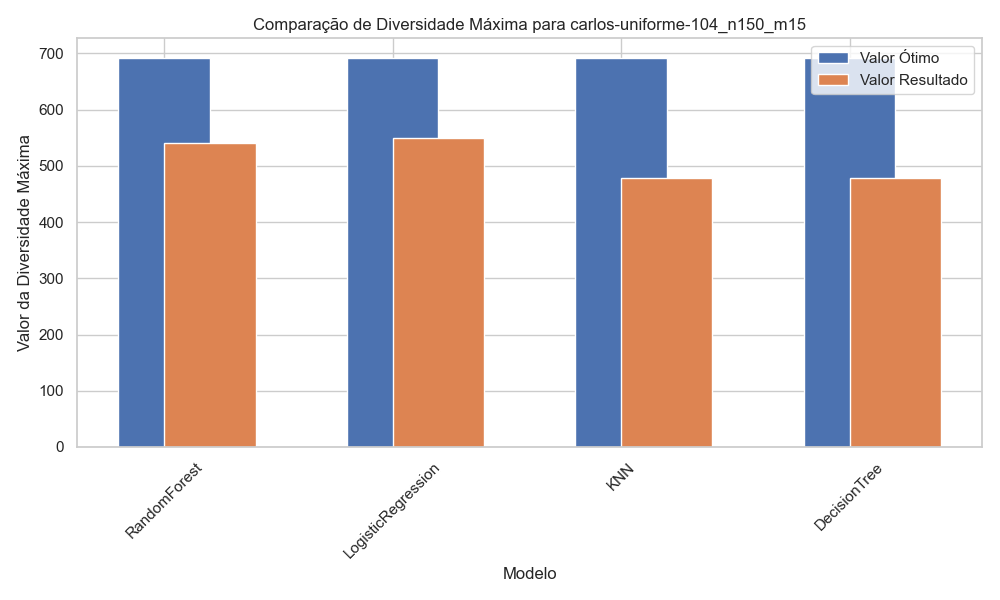 Comparação de Diversidade Máxima para carlos-uniforme-104_n150_m15
Valor Ótimo
Valor Resultado
Valor da Diversidade Máxima
700
600
500
400
300
200
100
0
RandomForest
LogisticRegression
KNN
DecisionTree
Modelo